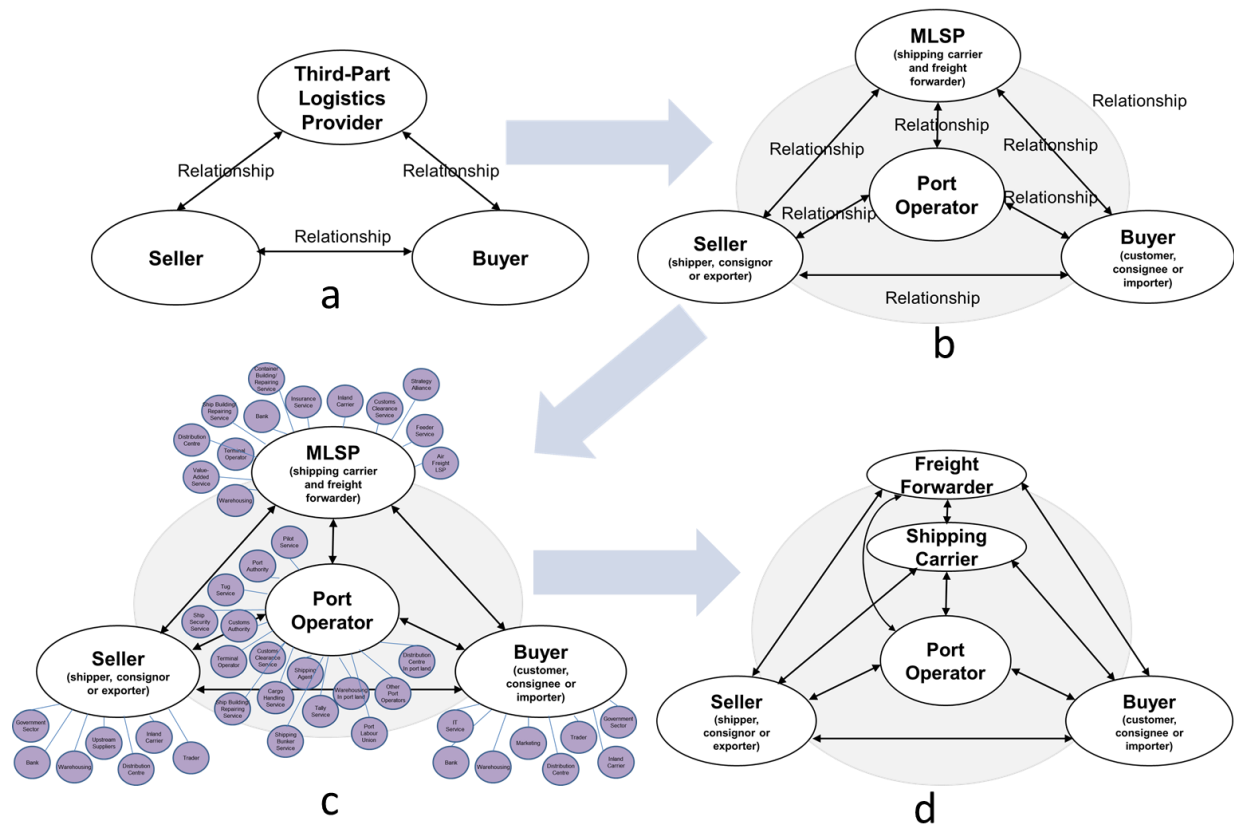 Third-Part
Logistics
Provider
Relationship
Relationship
Seller
Relationship
Buyer
a
MLSP
(shipping carrier
and freight
forwarder)
Relationship
Relationship
Relationship
Relationship
Port
Operator
Relationship
Relationship
Seller
(shipper, consignor
or exporter)
Buyer
(customer,
consignee or
importer)
Relationship
b
Container
Building/
Repairing
Service
Strategy
Alliance
Ship Building/
Repairing
Service
Bank
Insurance
Service
Inland
Carrier
Customs
Clearance
Service
Feeder
Service
Distribution
Centre
Terminal
Operator
Air
Freight
LSP
Value-
Added
Service
Warehousing
MLSP
(shipping carrier
and freight
forwarder)
Pilot
Service
Port
Authority
Tug
Service
Ship
Security
Service
Customs
Authority
Port
Operator
Terminal
Operator
Customs
Clearance
Service
Shipping
Agent
Distribution
Centre
In port land
Ship Building/
Repairing
Service
Cargo
Handling
Service
Tally
Service
Warehousing
In port land
Other
Port
Operators
Shipping
Bunker
Service
Port
Labour
Union
Seller
(shipper, consignor
or exporter)
Buyer
(customer,
consignee or
importer)
Government
Sector
Bank
Warehousing
Upstream
Suppliers
Distribution
Centre
Inland
Carrier
Trader
IT
Service
Bank
Warehousing
Marketing
Distribution
Centre
Trader
Government
Sector
Inland
Carrier
c
Freight
Forwarder
Shipping
Carrier
Port
Operator
Seller
(shipper,
consignor or
exporter)
Buyer
(customer,
consignee or
importer)
d